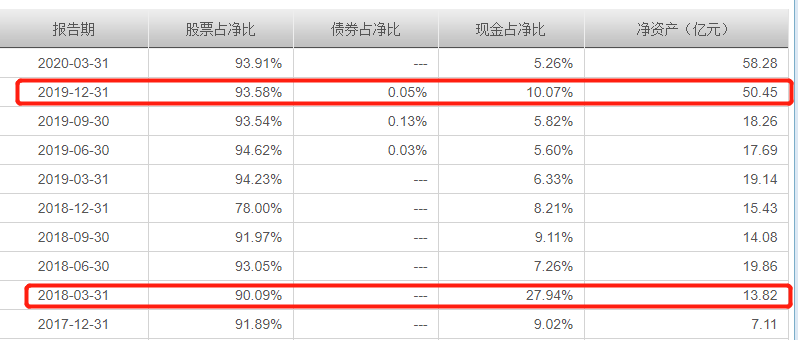 报告期 股票占净比 债券占净比 现金占净比 净资产（亿元）
2020-03-31 93.91% --- 5.26% 58.28
2019-12-31 93.58% 0.05% 10.07% 50.45
2019-09-30 93.54% 0.13% 5.82% 18.26
2019-06-30 94.62% 0.03% 5.60% 17.69
2019-03-31 94.23% --- 6.33% 19.14
2018-12-31 78.00% --- 8.21% 15.43
2018-09-30 91.97% --- 9.11% 14.08
2018-06-30 93.05% --- 7.26% 19.86
2018-03-31 90.09% --- 27.94% 13.82
2017-12-31 91.89% --- 9.02% 7.11